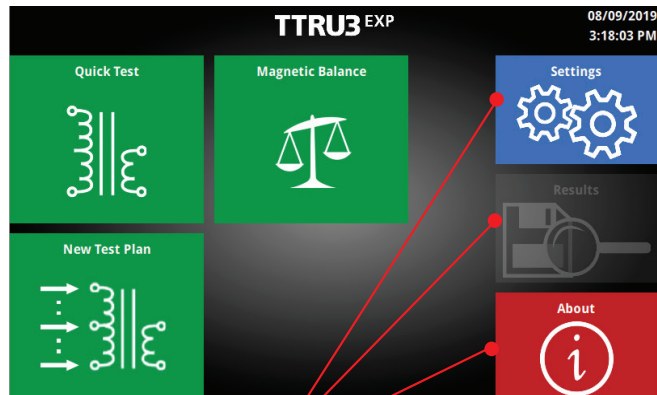 TTRU3 EXP
08/09/2019
3:18:03 PM
Quick Test
Magnetic Balance
Settings
Results
New Test Plan
About
i